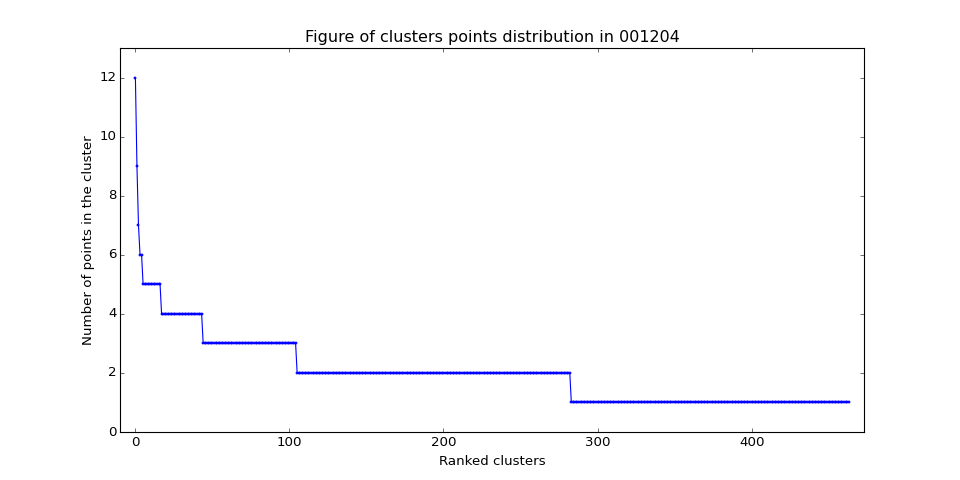 Figure of clusters points distribution in 001204
Number of points in the cluster
12
10
8
6
4
2
0
0 100 200 300 400
Ranked clusters